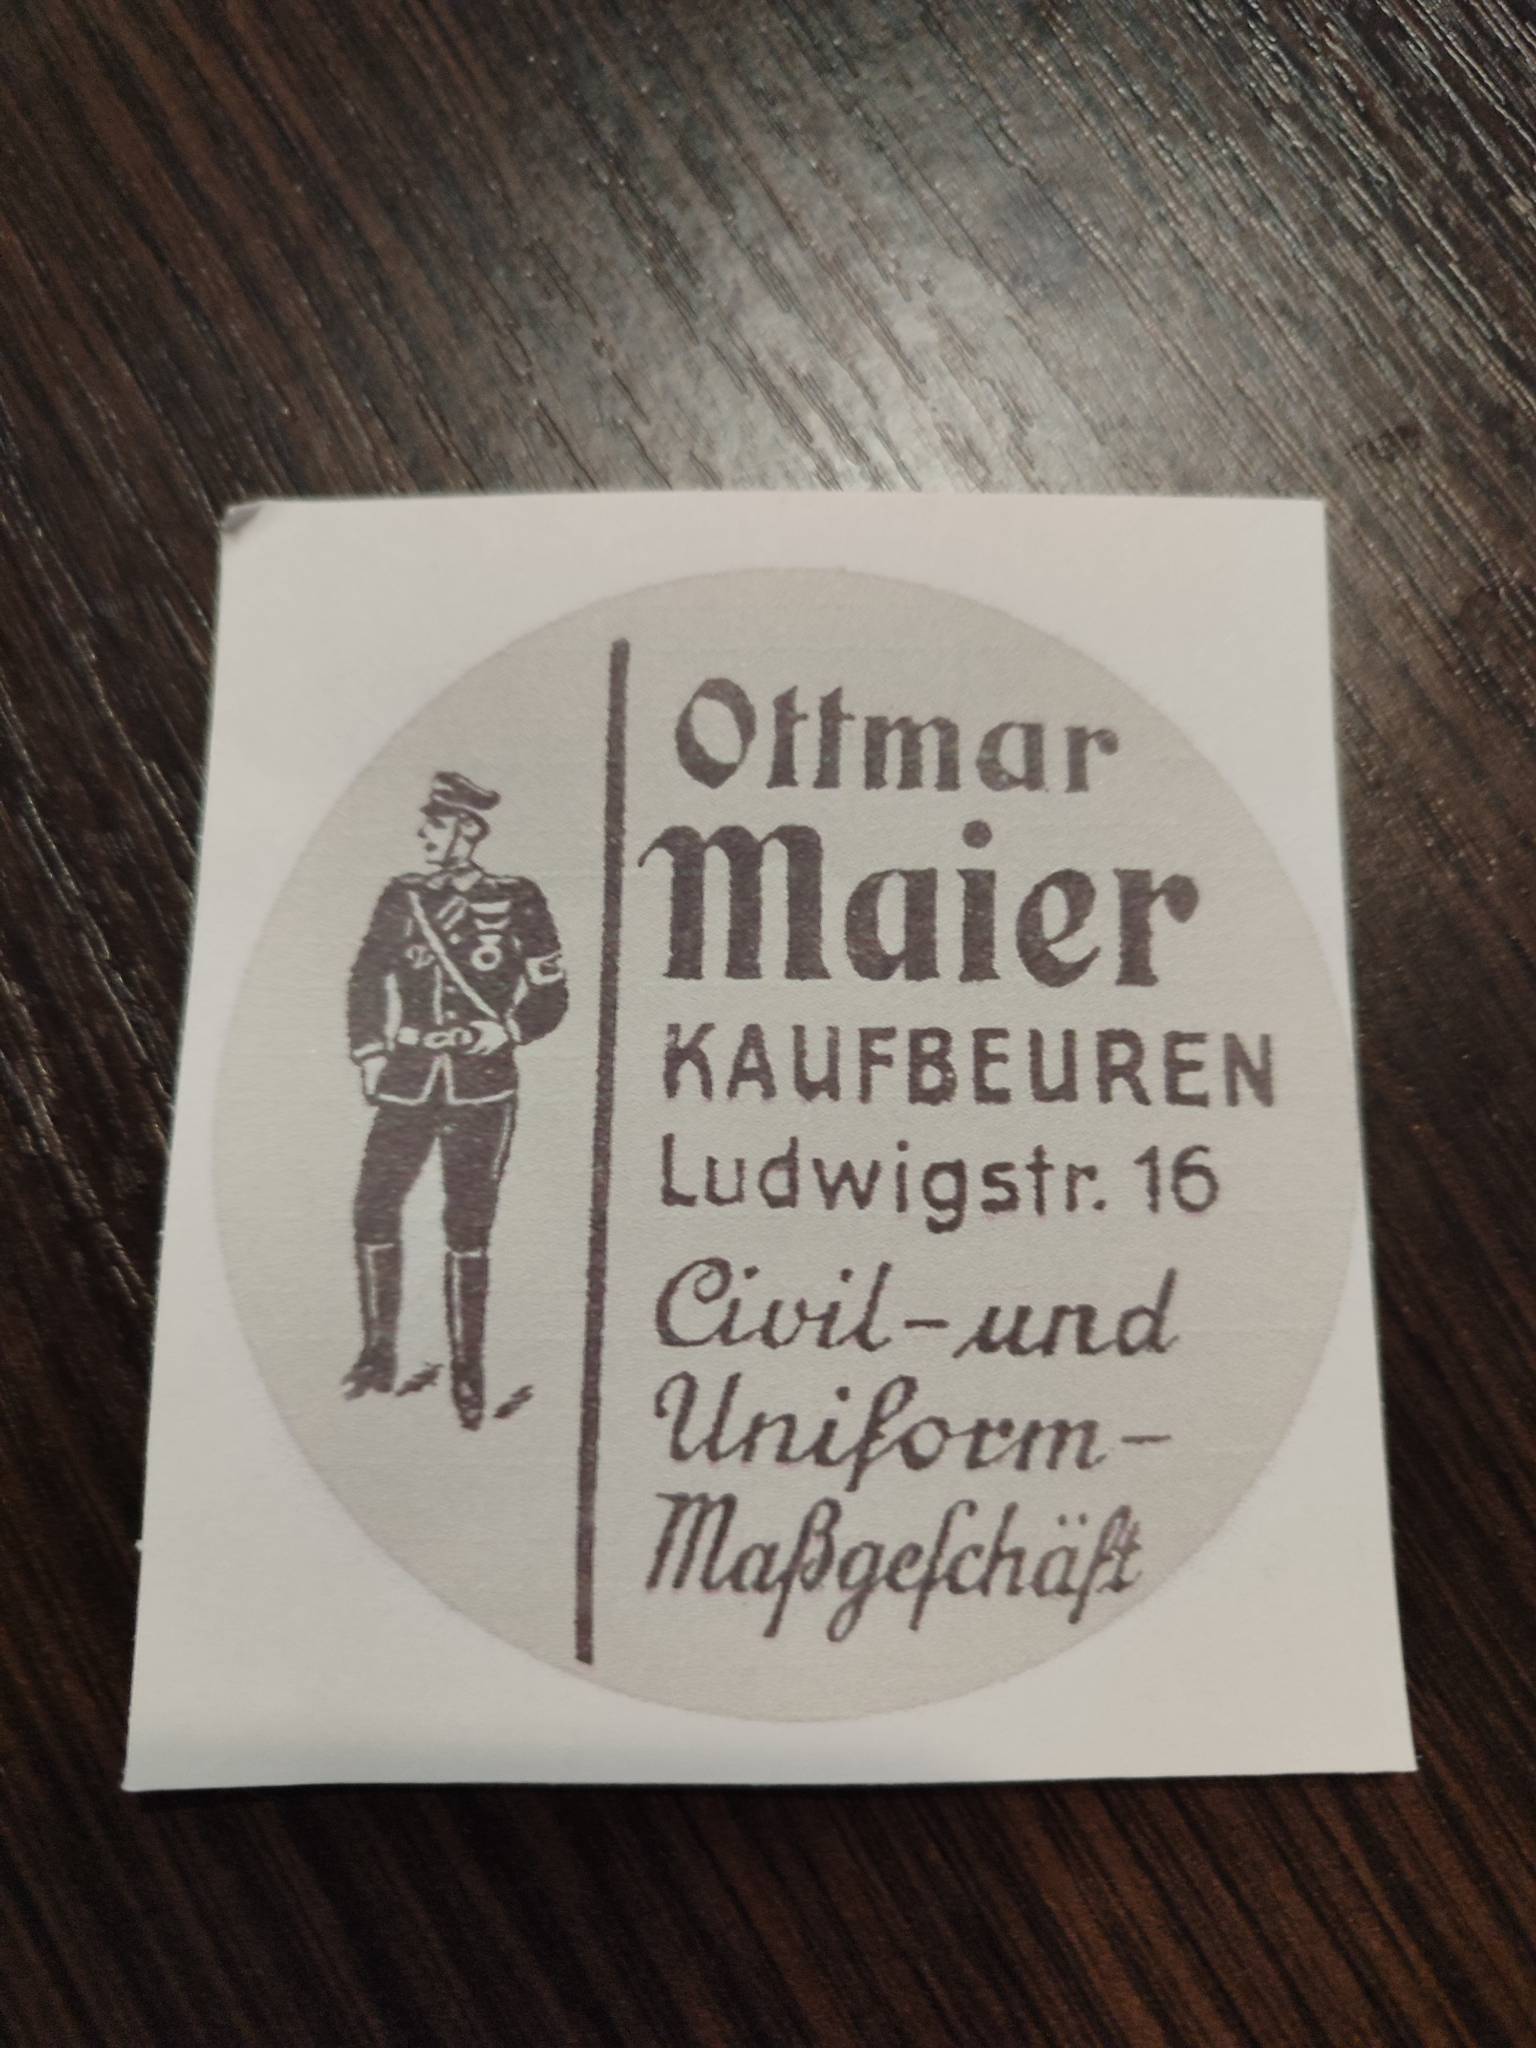 Ottmar
Maier
KAUFBEUREN
Ludwigstr. 16
Civil- und
Uniform-
Maßgeſchäft